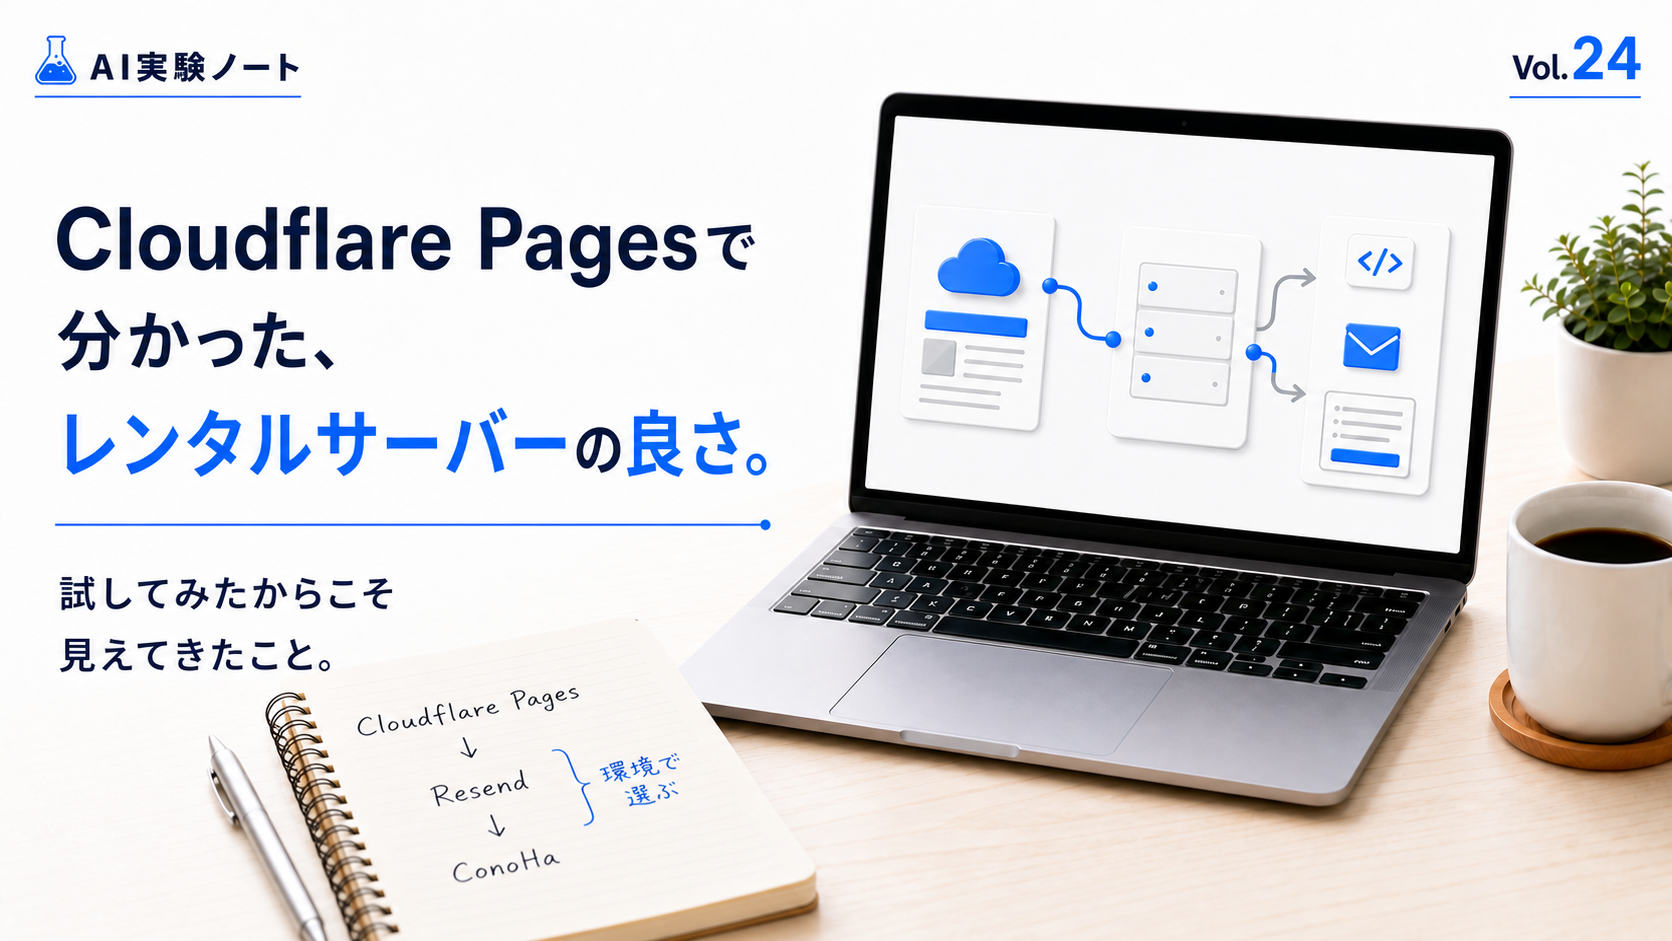 AI実験ノート
Vol.24
Cloudflare Pagesで
分かった、
レンタルサーバーの良さ。
試してみたからこそ
見えてきたこと。
Cloudflare Pages
↓
Resend
↓
ConoHa
環境で
選ぶ